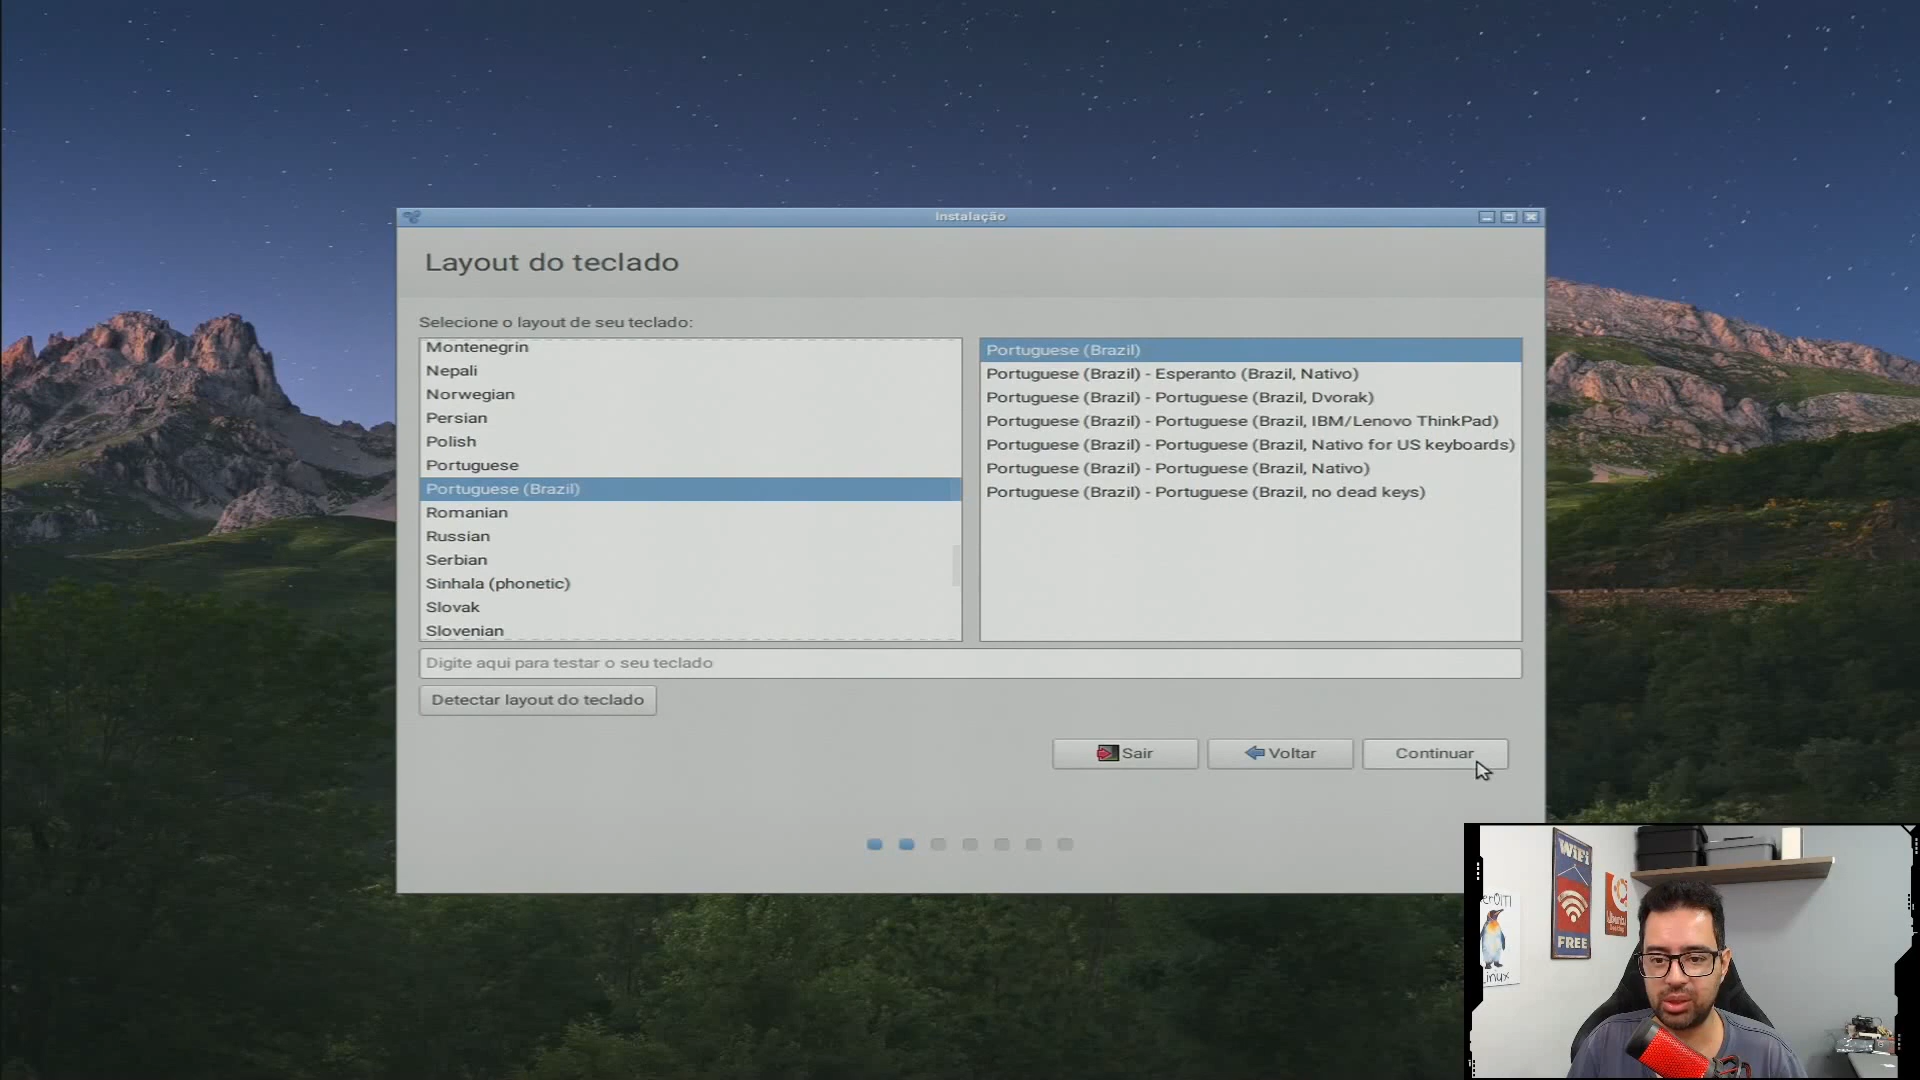 Instalação
Layout do teclado
Selecione o layout de seu teclado:
Montenegrin
Nepali
Norwegian
Persian
Polish
Portuguese
Portuguese (Brazil)
Romanian
Russian
Serbian
Sinhala (phonetic)
Slovak
Slovenian
Portuguese (Brazil)
Portuguese (Brazil) - Esperanto (Brazil, Nativo)
Portuguese (Brazil) - Portuguese (Brazil, Dvorak)
Portuguese (Brazil) - Portuguese (Brazil, IBM/Lenovo ThinkPad)
Portuguese (Brazil) - Portuguese (Brazil, Nativo for US keyboards)
Portuguese (Brazil) - Portuguese (Brazil, Nativo)
Portuguese (Brazil) - Portuguese (Brazil, no dead keys)
Digite aqui para testar o seu teclado
Detectar layout do teclado
Sair
Voltar
Continuar
WiFi
FREE
Ubuntu
erOITI
Linux